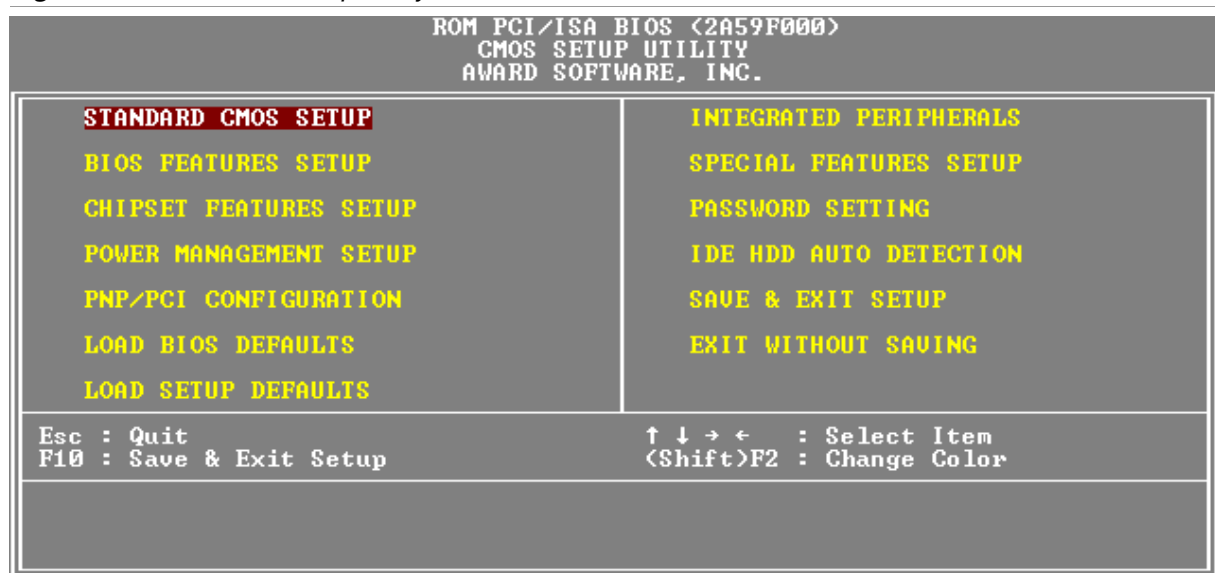 ROM PCI/ISA BIOS (2A59F000)
CMOS SETUP UTILITY
AWARD SOFTWARE, INC.
STANDARD CMOS SETUP
BIOS FEATURES SETUP
CHIPSET FEATURES SETUP
POWER MANAGEMENT SETUP
PNP/PCI CONFIGURATION
LOAD BIOS DEFAULTS
LOAD SETUP DEFAULTS
INTEGRATED PERIPHERALS
SPECIAL FEATURES SETUP
PASSWORD SETTING
IDE HDD AUTO DETECTION
SAVE & EXIT SETUP
EXIT WITHOUT SAVING
Esc : Quit
F10 : Save & Exit Setup
↑ ↓ → ← : Select Item
(Shift)F2 : Change Color